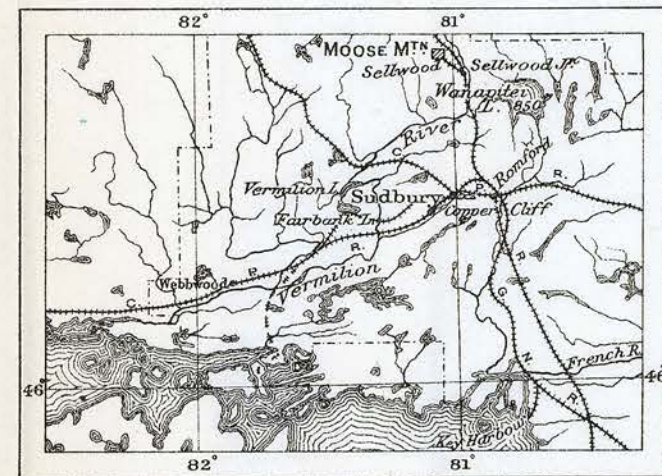 82° 81°
MOOSE MTN
Sellwood Sellwood Jn.
Wanapitei
L. 850
River
C.
Romford
Vermilion L.
Sudbury P. R.
Copper Cliff
Fairbank L.
R.
P.
Webbwood
Vermilion
C.
R.
G.
N.
French R.
46° 46°
R.
Key Harbour
82° 81°